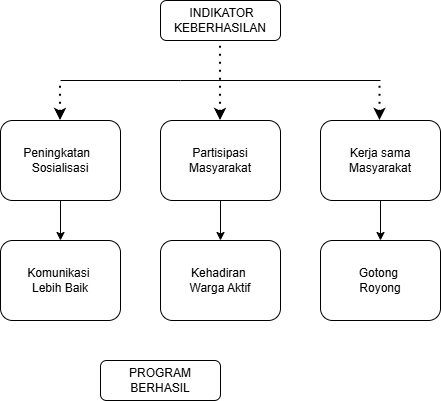 INDIKATOR
KEBERHASILAN
Peningkatan
Sosialisasi
Partisipasi
Masyarakat
Kerja sama
Masyarakat
Komunikasi
Lebih Baik
Kehadiran
Warga Aktif
Gotong
Royong
PROGRAM
BERHASIL